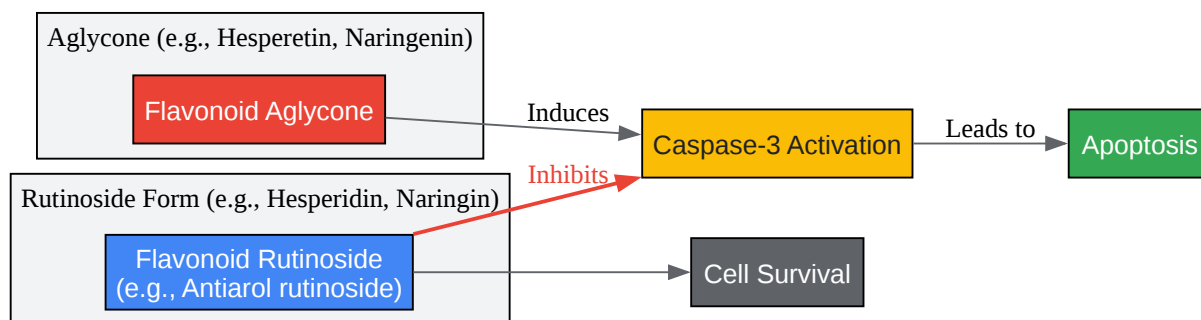 Aglycone (e.g., Hesperetin, Naringenin)
Flavonoid Aglycone
Induces
Caspase-3 Activation
Leads to
Apoptosis
Inhibits
Rutinoside Form (e.g., Hesperidin, Naringin)
Flavonoid Rutinoside
(e.g., Antiarol rutinoside)
Cell Survival